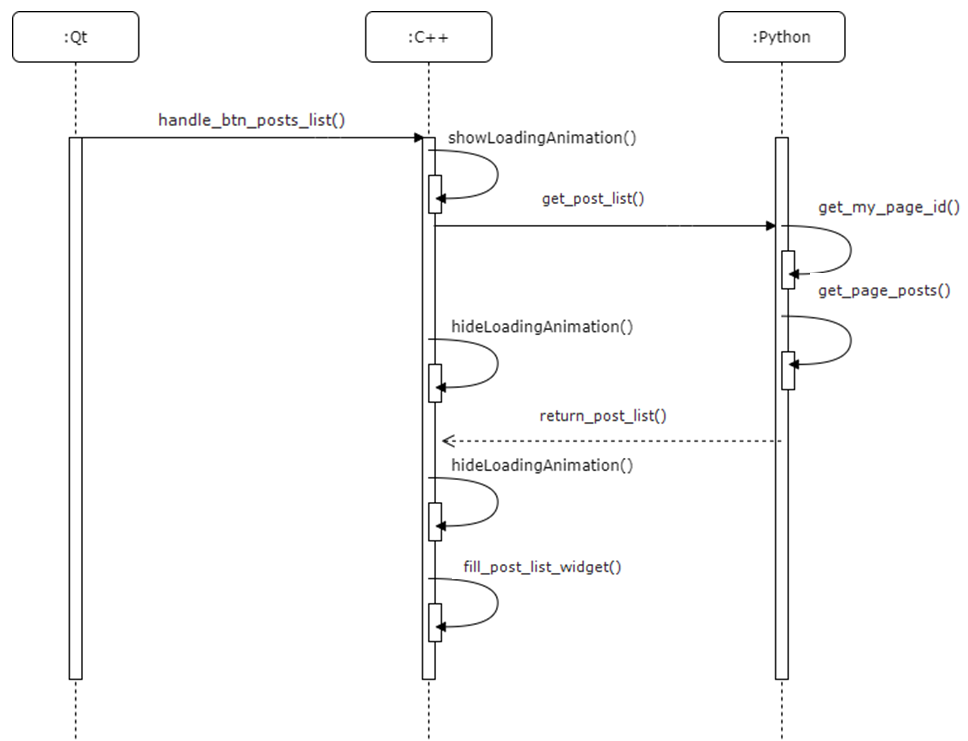 :Qt
:C++
:Python
handle_btn_posts_list()
showLoadingAnimation()
get_post_list()
get_my_page_id()
get_page_posts()
hideLoadingAnimation()
return_post_list()
hideLoadingAnimation()
fill_post_list_widget()